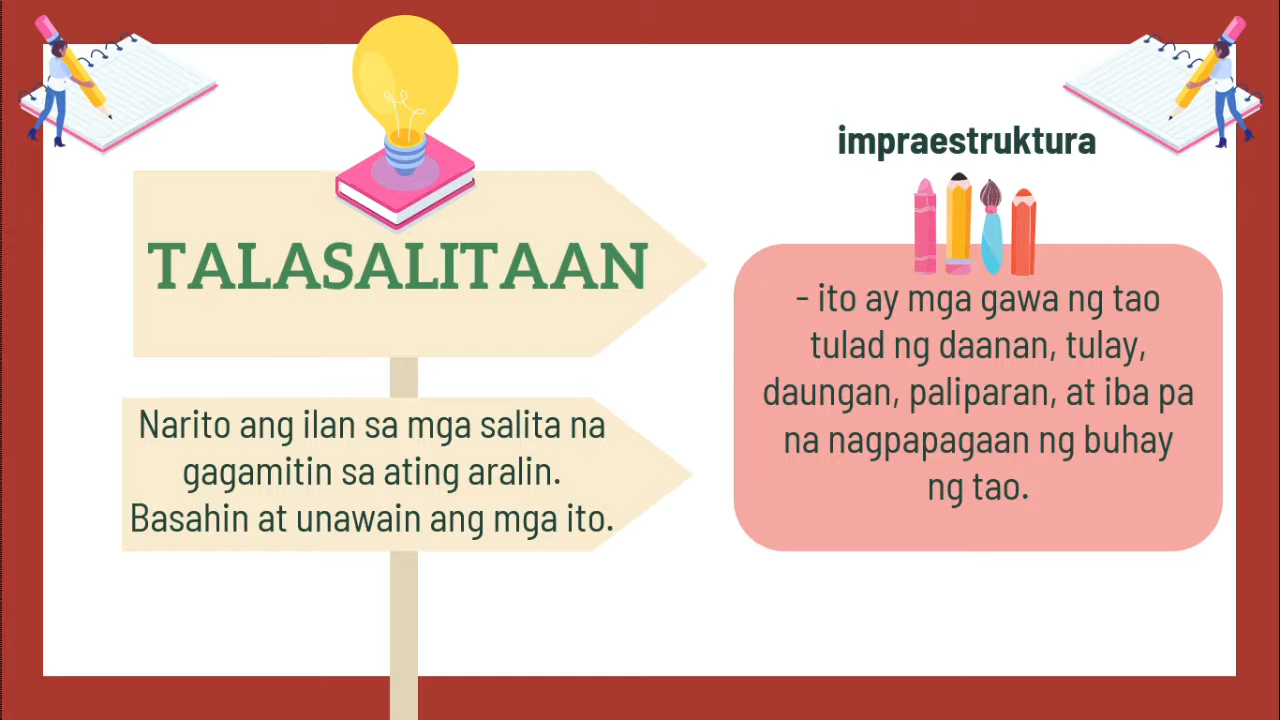 TALASALITAAN
Narito ang ilan sa mga salita na
gagamitin sa ating aralin.
Basahin at unawain ang mga ito.
impraestruktura
- ito ay mga gawa ng tao
tulad ng daanan, tulay,
daungan, paliparan, at iba pa
na nagpapagaan ng buhay
ng tao.